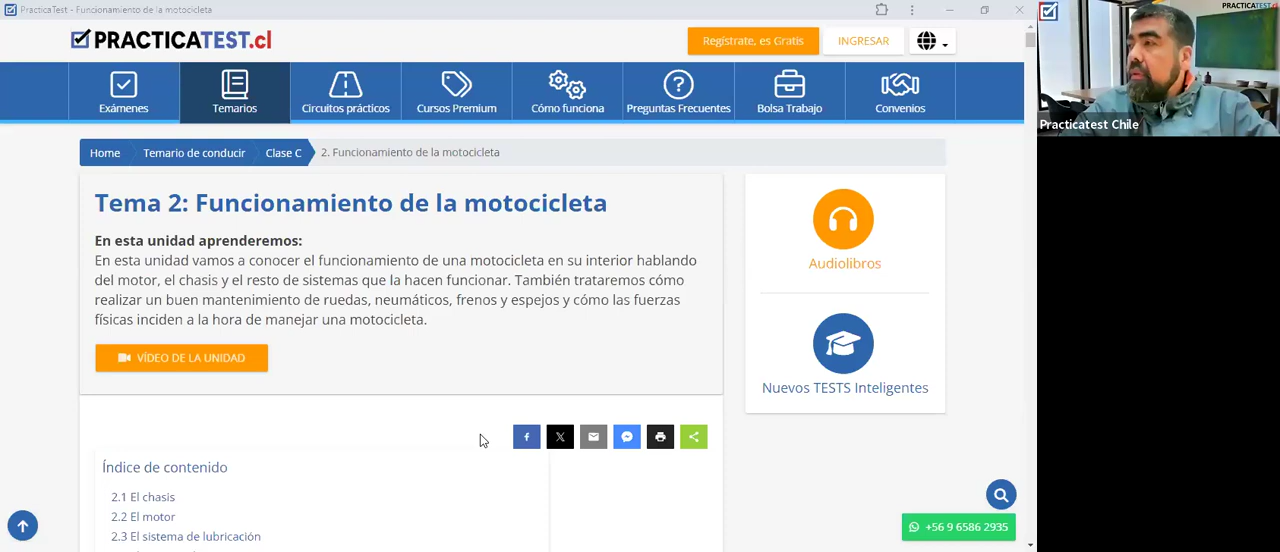 PracticaTest - Funcionamiento de la motocicleta
PRACTICATEST.cl
Regístrate, es Gratis
INGRESAR
Exámenes
Temarios
Circuitos prácticos
Cursos Premium
Cómo funciona
Preguntas Frecuentes
Bolsa Trabajo
Convenios
Home
Temario de conducir
Clase C
2. Funcionamiento de la motocicleta
Tema 2: Funcionamiento de la motocicleta
En esta unidad aprenderemos:
En esta unidad vamos a conocer el funcionamiento de una motocicleta en su interior hablando
del motor, el chasis y el resto de sistemas que la hacen funcionar. También trataremos cómo
realizar un buen mantenimiento de ruedas, neumáticos, frenos y espejos y cómo las fuerzas
físicas inciden a la hora de manejar una motocicleta.
VÍDEO DE LA UNIDAD
Índice de contenido
2.1 El chasis
2.2 El motor
2.3 El sistema de lubricación
Audiolibros
Nuevos TESTS Inteligentes
+56 9 6586 2935
PRACTICATEST.cl
Practicatest Chile